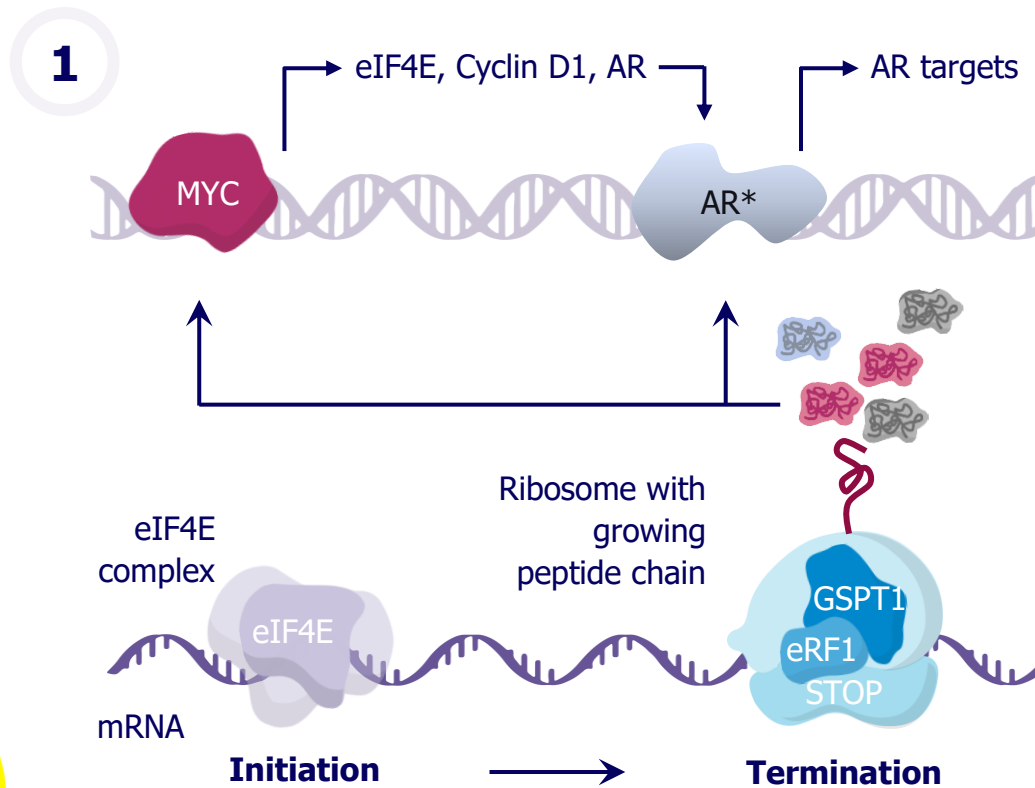 1
eIF4E, Cyclin D1, AR
AR targets
MYC
AR*
Ribosome with
growing
peptide chain
eIF4E
complex
eIF4E
GSPT1
eRF1
STOP
mRNA
Initiation
Termination